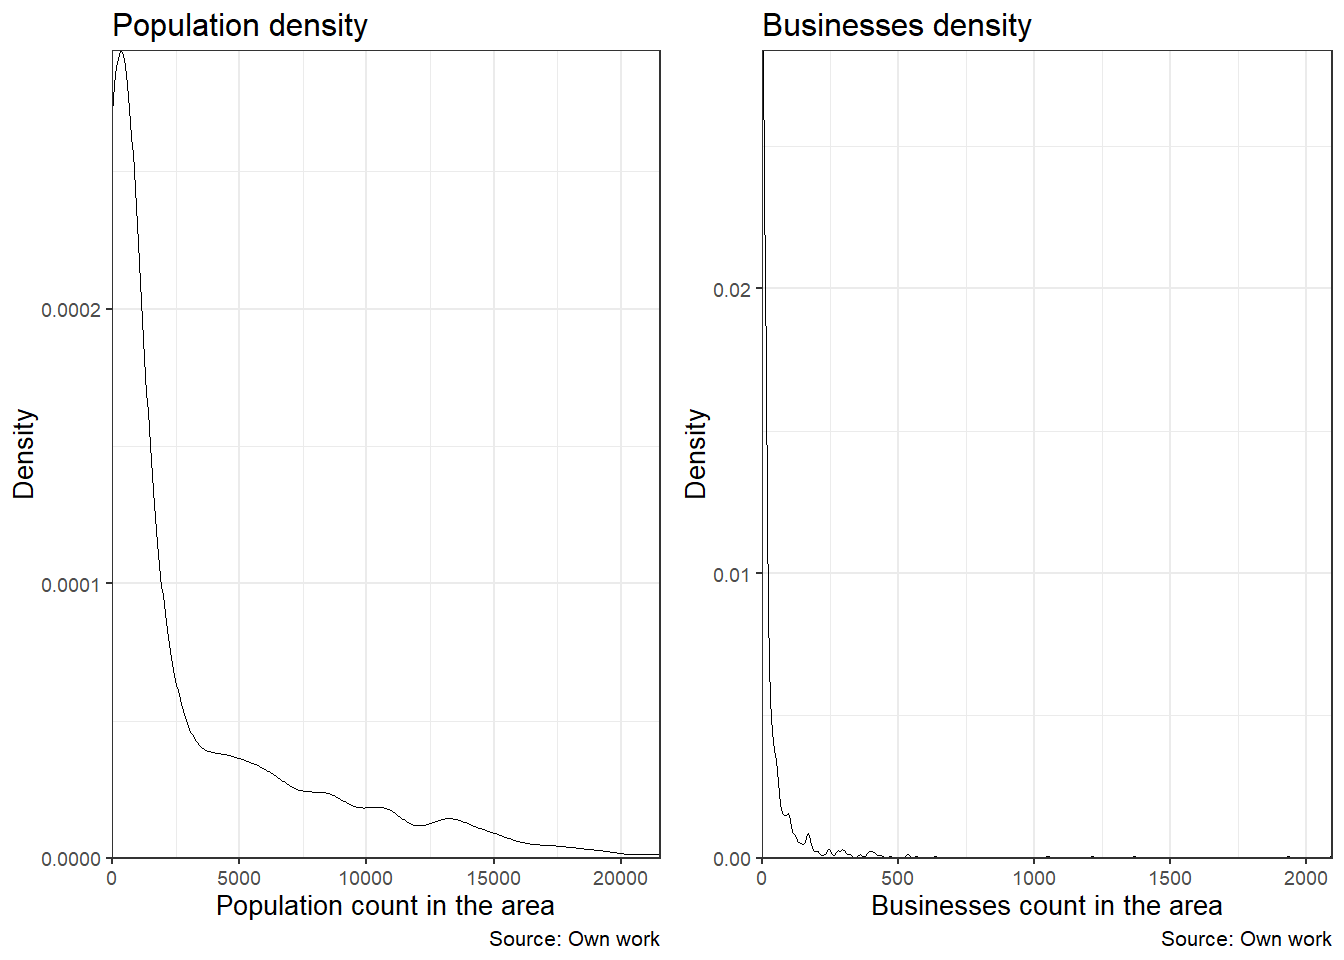 Population density
Density
0.0002
0.0001
0.0000
0 5000 10000 15000 20000
Population count in the area
Source: Own work
Businesses density
Density
0.02
0.01
0.00
0 500 1000 1500 2000
Businesses count in the area
Source: Own work